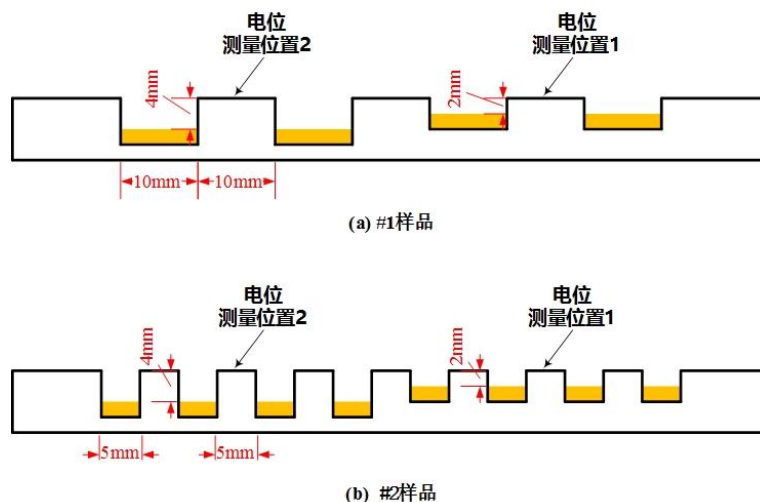 电位
测量位置2
电位
测量位置1
4mm
2mm
10mm
10mm
(a) #1样品
电位
测量位置2
电位
测量位置1
4mm
2mm
5mm
5mm
(b) #2样品